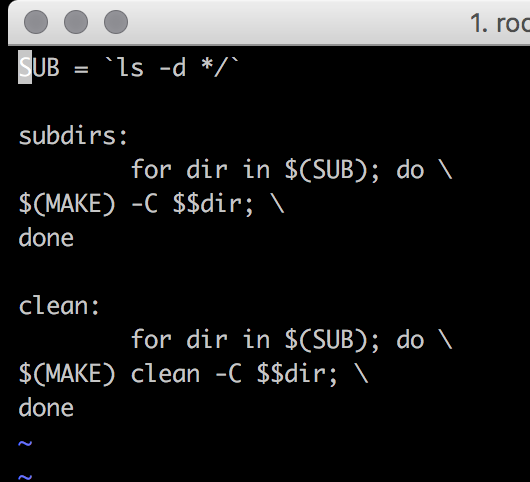 1. roo
SUB = `ls -d */`
subdirs:
        for dir in $(SUB); do \
$(MAKE) -C $$dir; \
done
clean:
        for dir in $(SUB); do \
$(MAKE) clean -C $$dir; \
done
~
~